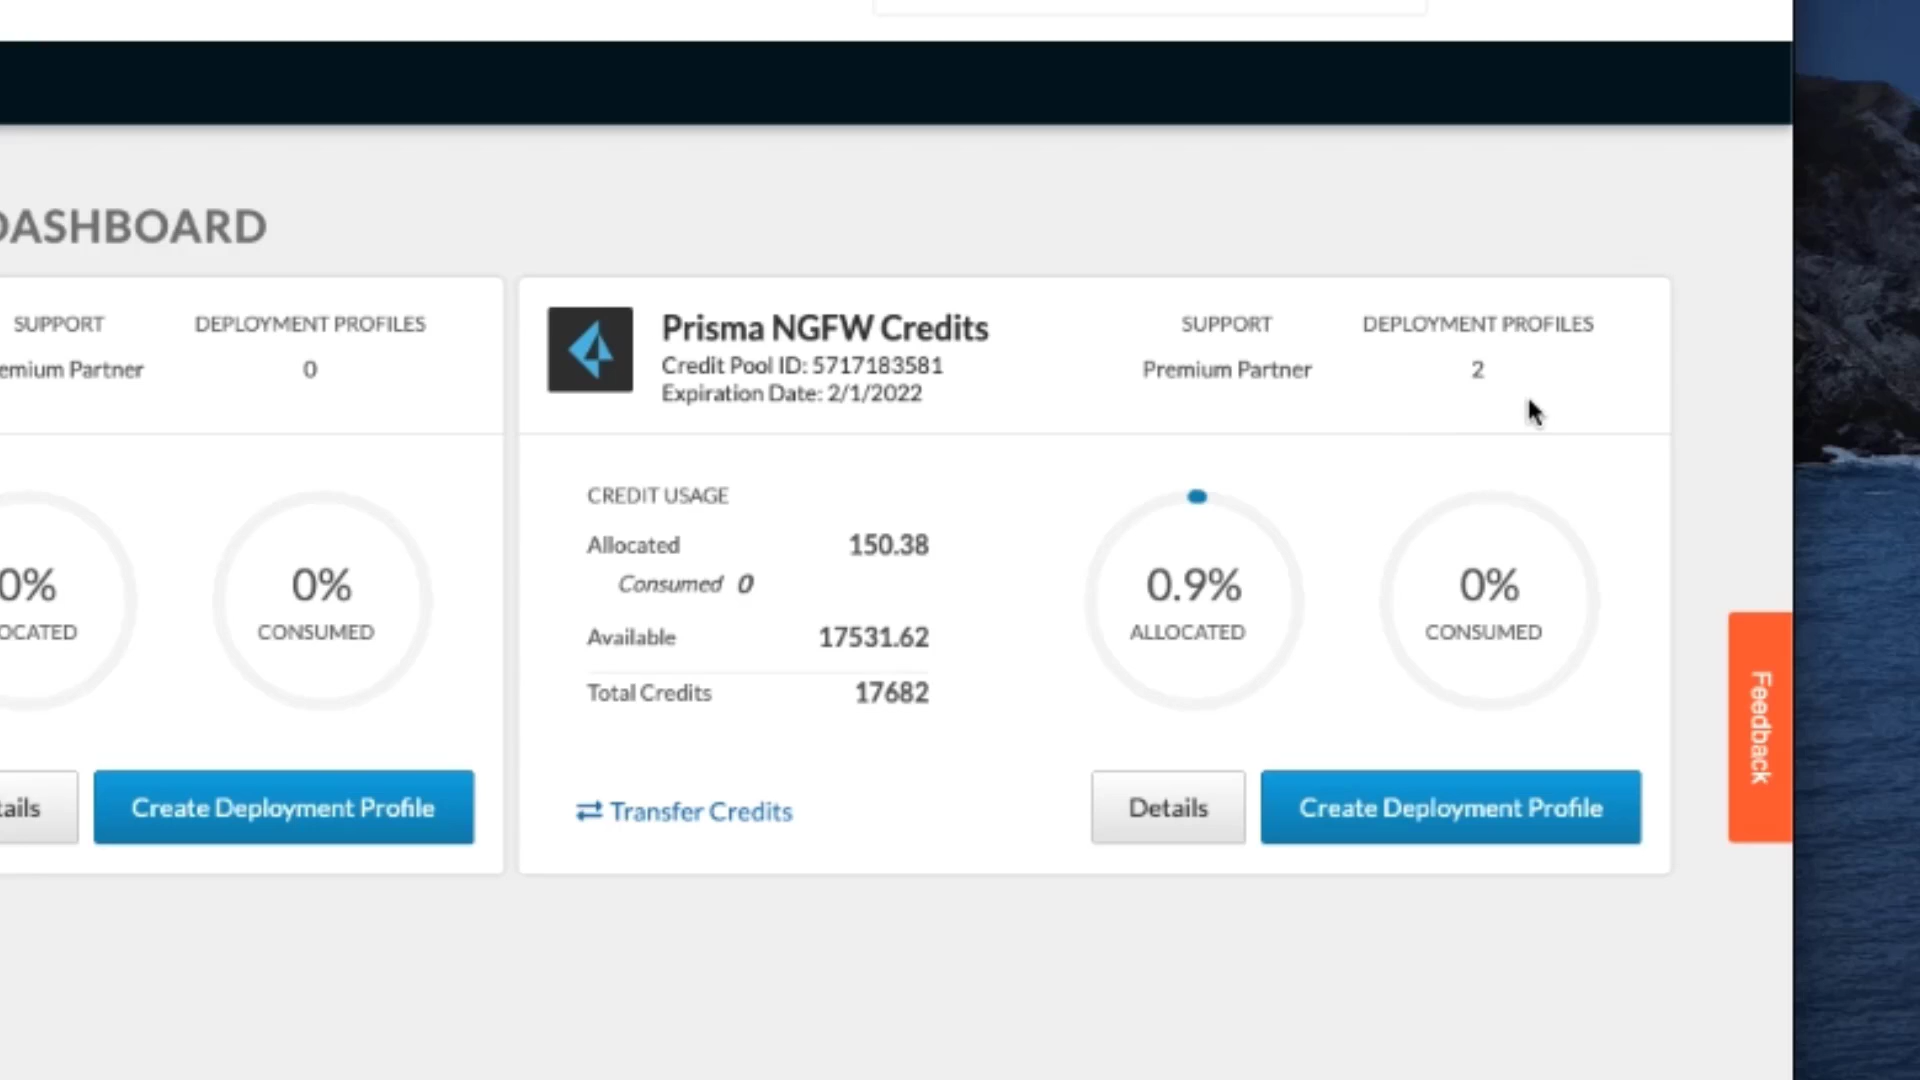 DASHBOARD
SUPPORT
DEPLOYMENT PROFILES
emium Partner
0
0%
OCATED
0%
CONSUMED
ails
Create Deployment Profile
Prisma NGFW Credits
Credit Pool ID: 5717183581
Expiration Date: 2/1/2022
SUPPORT
DEPLOYMENT PROFILES
Premium Partner
2
CREDIT USAGE
Allocated 150.38
Consumed 0
Available 17531.62
Total Credits 17682
0.9%
ALLOCATED
0%
CONSUMED
Transfer Credits
Details
Create Deployment Profile
Feedback